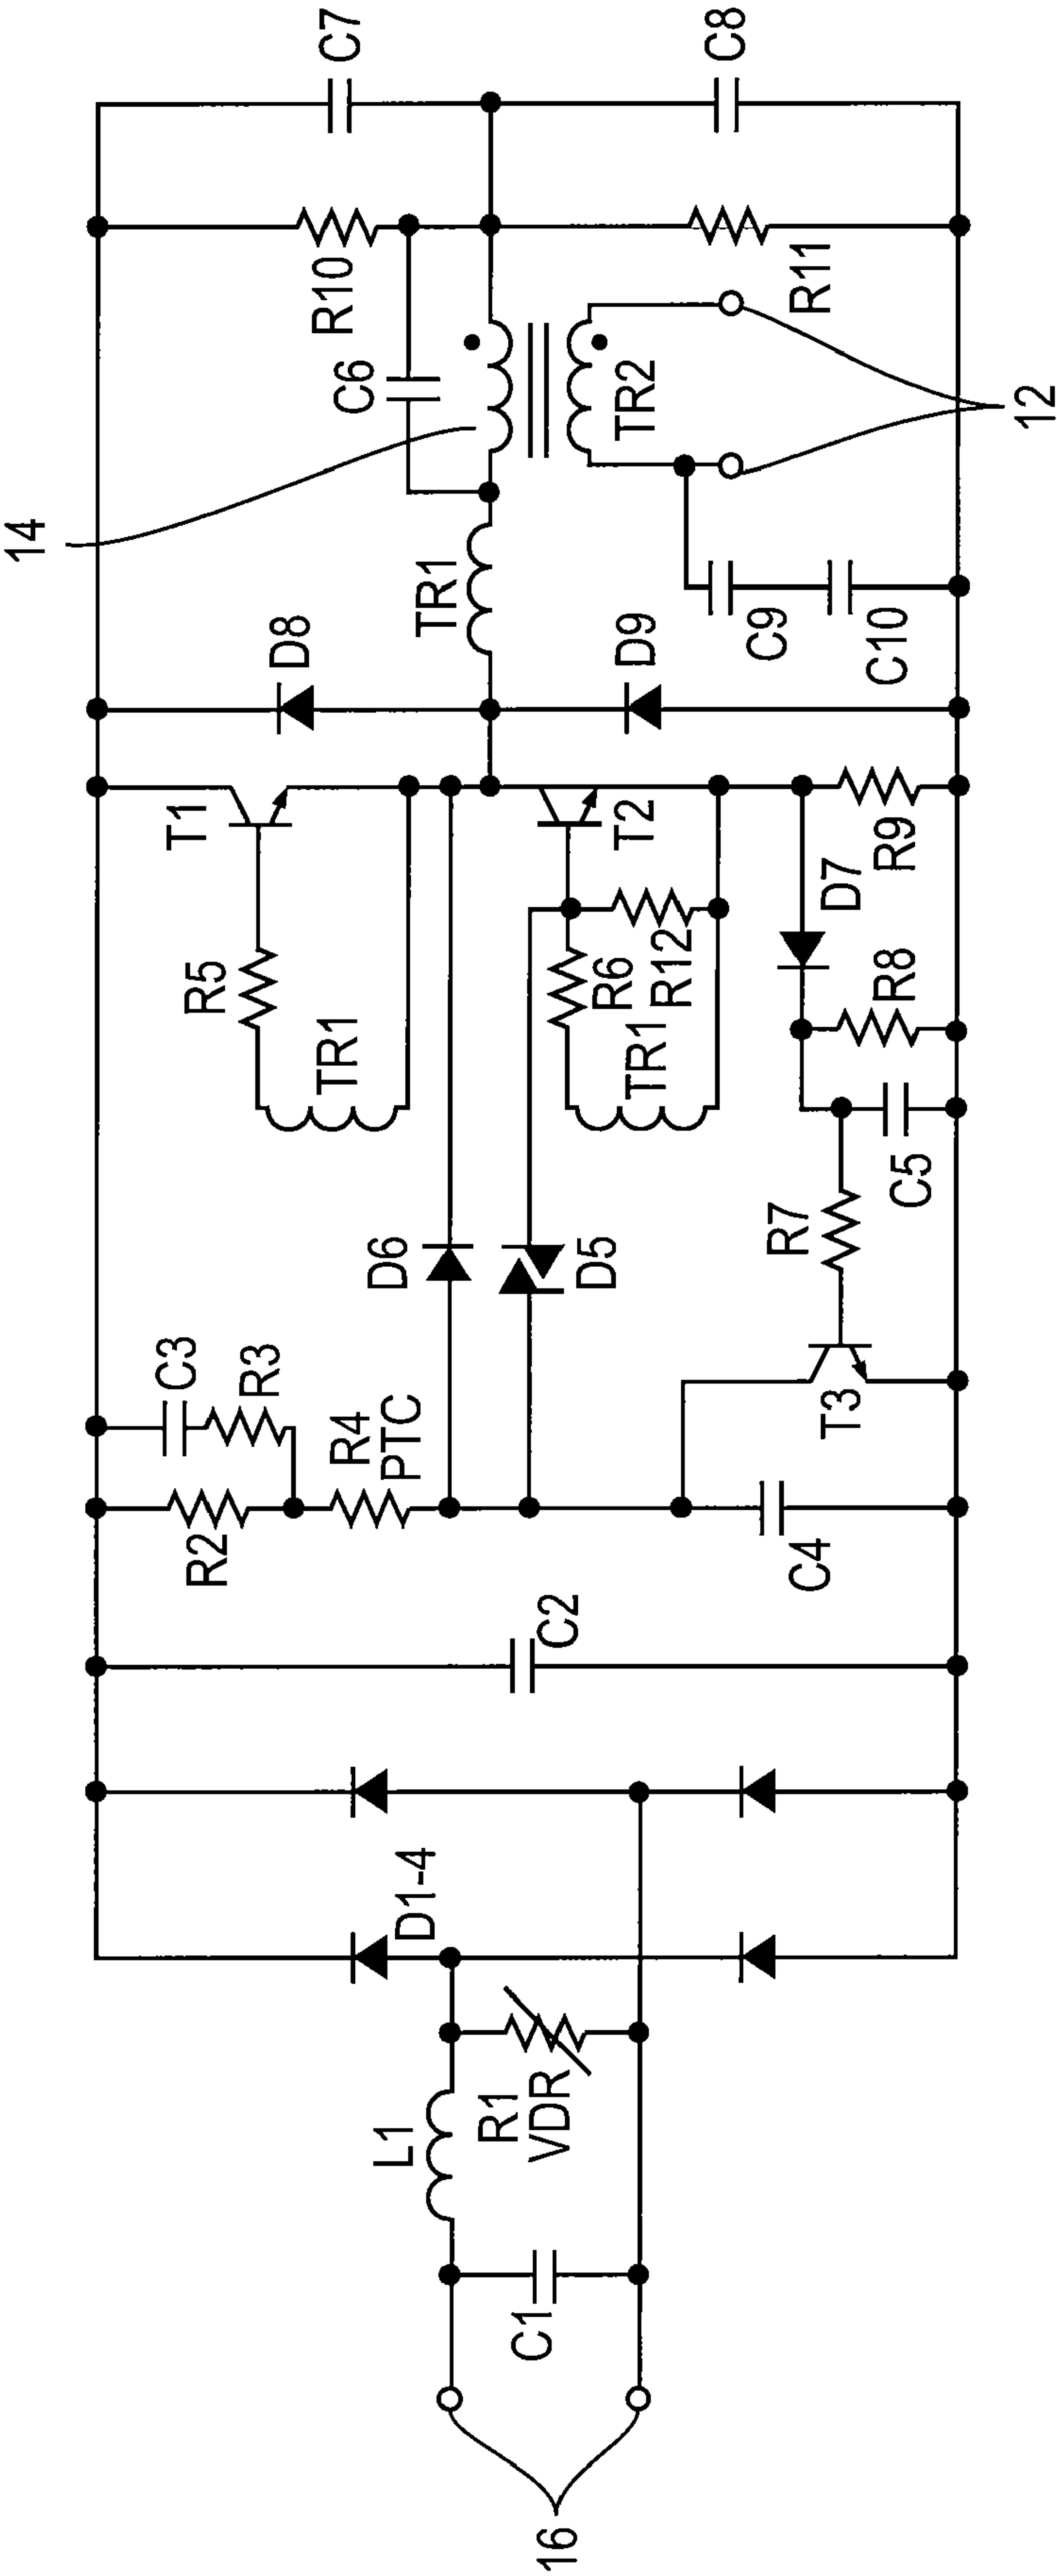 16
C1
L1
R1
VDR
D1-4
C2
R2
C3
R3
R4
PTC
C4
D6
D5
T3
R7
C5
R8
D7
R9
TR1
R5
T1
TR1
R6
R12
T2
D8
D9
TR1
14
C6
TR2
C9
C10
12
R10
R11
C7
C8